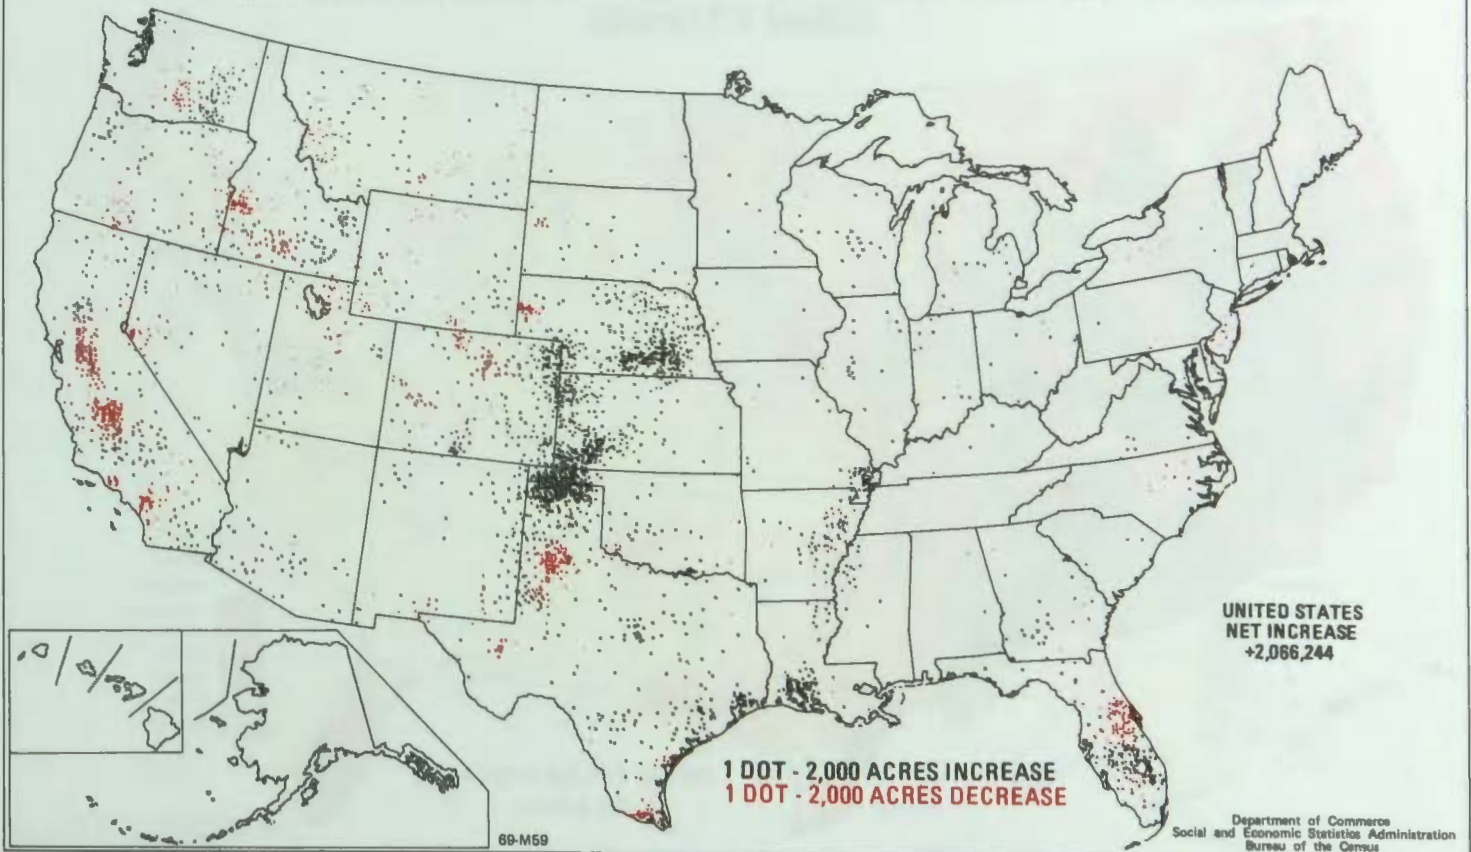 UNITED STATES
NET INCREASE
+2,066,244
1 DOT - 2,000 ACRES INCREASE
1 DOT - 2,000 ACRES DECREASE
69-M59
Department of Commerce
Social and Economic Statistics Administration
Bureau of the Census